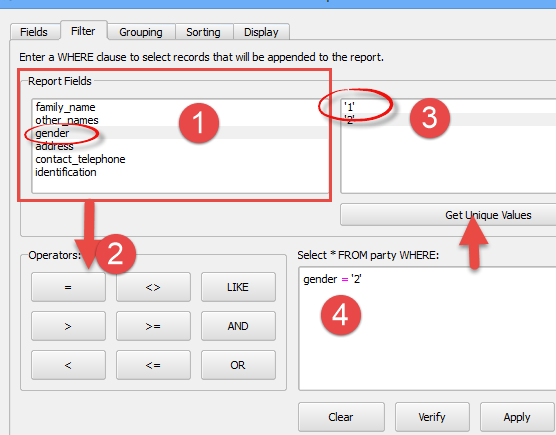 Fields Filter Grouping Sorting Display
Enter a WHERE clause to select records that will be appended to the report.
Report Fields
family_name
other_names
gender
address
contact_telephone
identification
1
'1'
'2'
3
Get Unique Values
2
Operators:
= <> LIKE
> >= AND
< <= OR
Select * FROM party WHERE:
gender = '2'
4
Clear Verify Apply